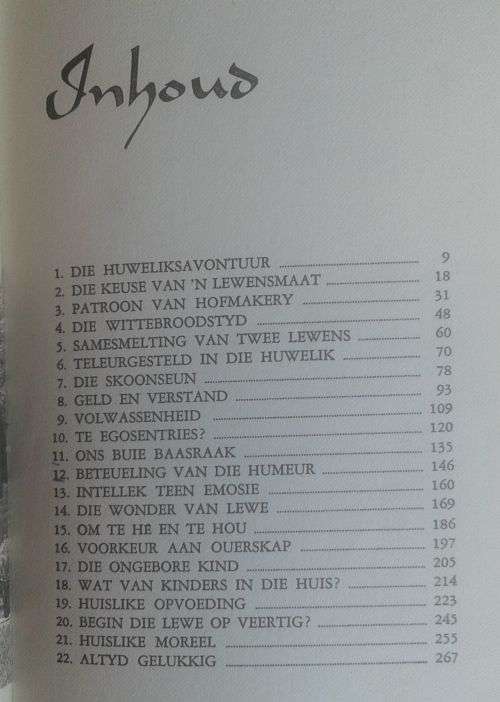 Inhoud
1. DIE HUWELIKSAVONTUUR 9
2. DIE KEUSE VAN 'N LEWENSMAAT 18
3. PATROON VAN HOFMAKERY 31
4. DIE WITTEBROODSTYD 48
5. SAMESMELTING VAN TWEE LEWENS 60
6. TELEURGESTELD IN DIE HUWELIK 70
7. DIE SKOONSEUN 78
8. GELD EN VERSTAND 93
9. VOLWASSENHEID 109
10. TE EGOSENTRIES? 120
11. ONS BUIE BAASRAAK 135
12. BETEUELING VAN DIE HUMEUR 146
13. INTELLEK TEEN EMOSIE 160
14. DIE WONDER VAN LEWE 169
15. OM TE HÊ EN TE HOU 186
16. VOORKEUR AAN OUERSKAP 197
17. DIE ONGEBORE KIND 205
18. WAT VAN KINDERS IN DIE HUIS? 214
19. HUISLIKE OPVOEDING 223
20. BEGIN DIE LEWE OP VEERTIG? 245
21. HUISLIKE MOREEL 255
22. ALTYD GELUKKIG 267